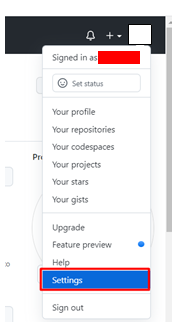 Signed in as
Set status
Your profile
Your repositories
Your codespaces
Your projects
Your stars
Your gists
Pr
Upgrade
Feature preview
Help
Settings
Sign out